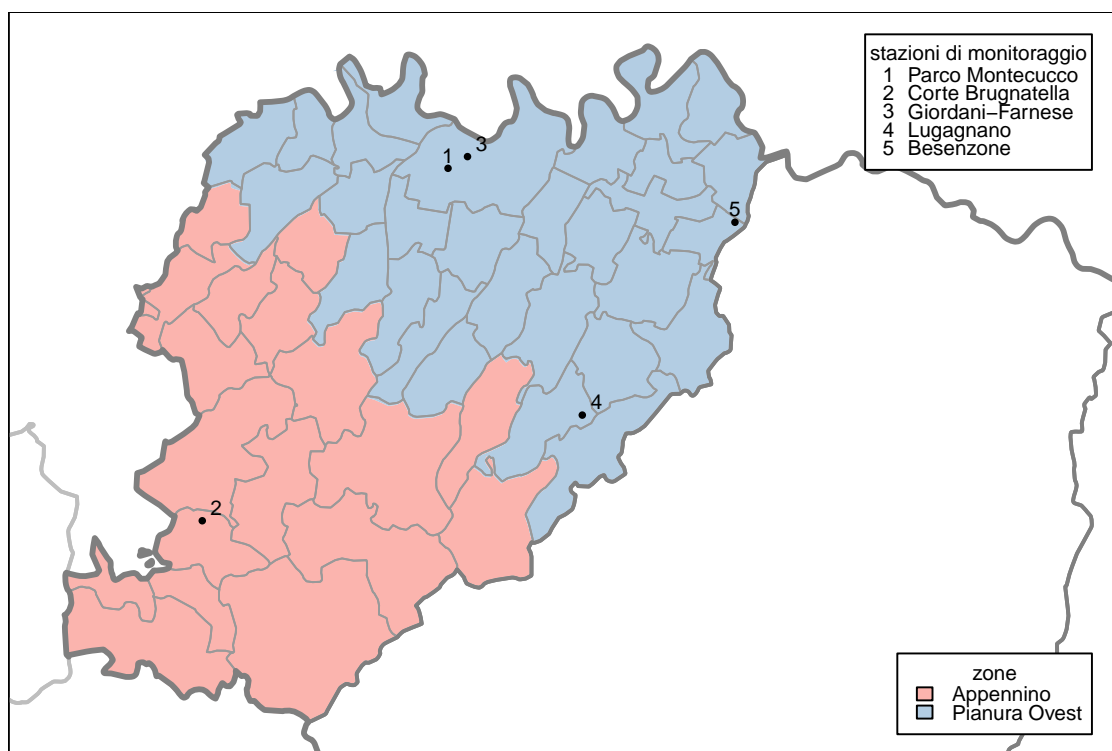 stazioni di monitoraggio
1 Parco Montecucco
2 Corte Brugnatella
3 Giordani−Farnese
4 Lugagnano
5 Besenzone
3
1
5
4
2
zone
Appennino
Pianura Ovest